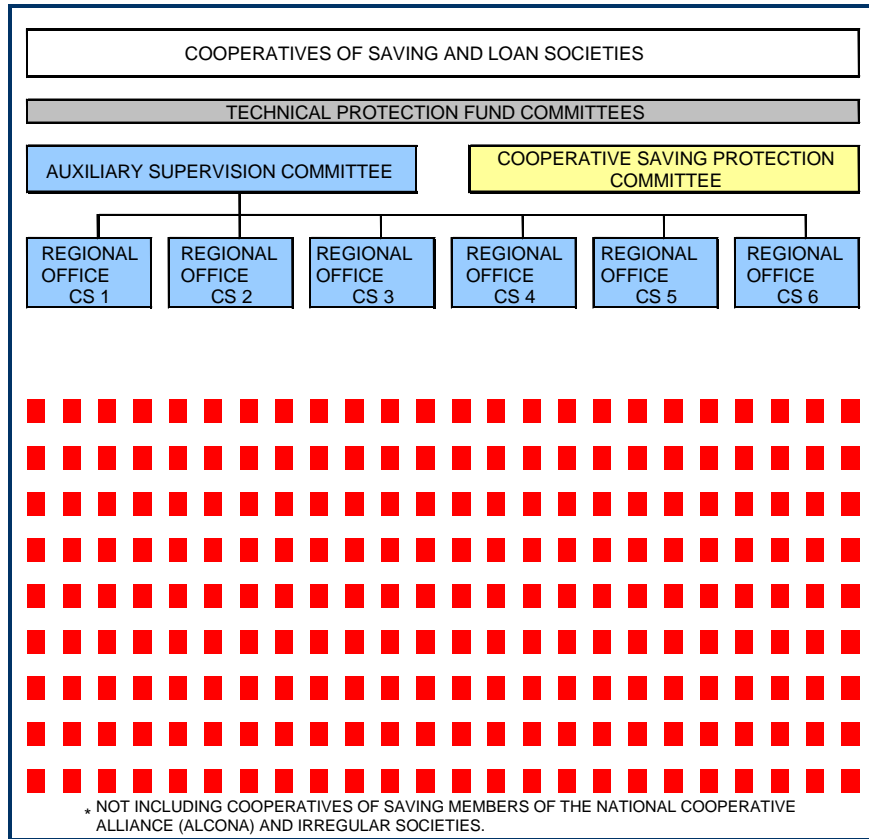 COOPERATIVES OF SAVING AND LOAN SOCIETIES
TECHNICAL PROTECTION FUND COMMITTEES
AUXILIARY SUPERVISION COMMITTEE
COOPERATIVE SAVING PROTECTION
COMMITTEE
REGIONAL
OFFICE
CS 1
REGIONAL
OFFICE
CS 2
REGIONAL
OFFICE
CS 3
REGIONAL
OFFICE
CS 4
REGIONAL
OFFICE
CS 5
REGIONAL
OFFICE
CS 6
* NOT INCLUDING COOPERATIVES OF SAVING MEMBERS OF THE NATIONAL COOPERATIVE
ALLIANCE (ALCONA) AND IRREGULAR SOCIETIES.